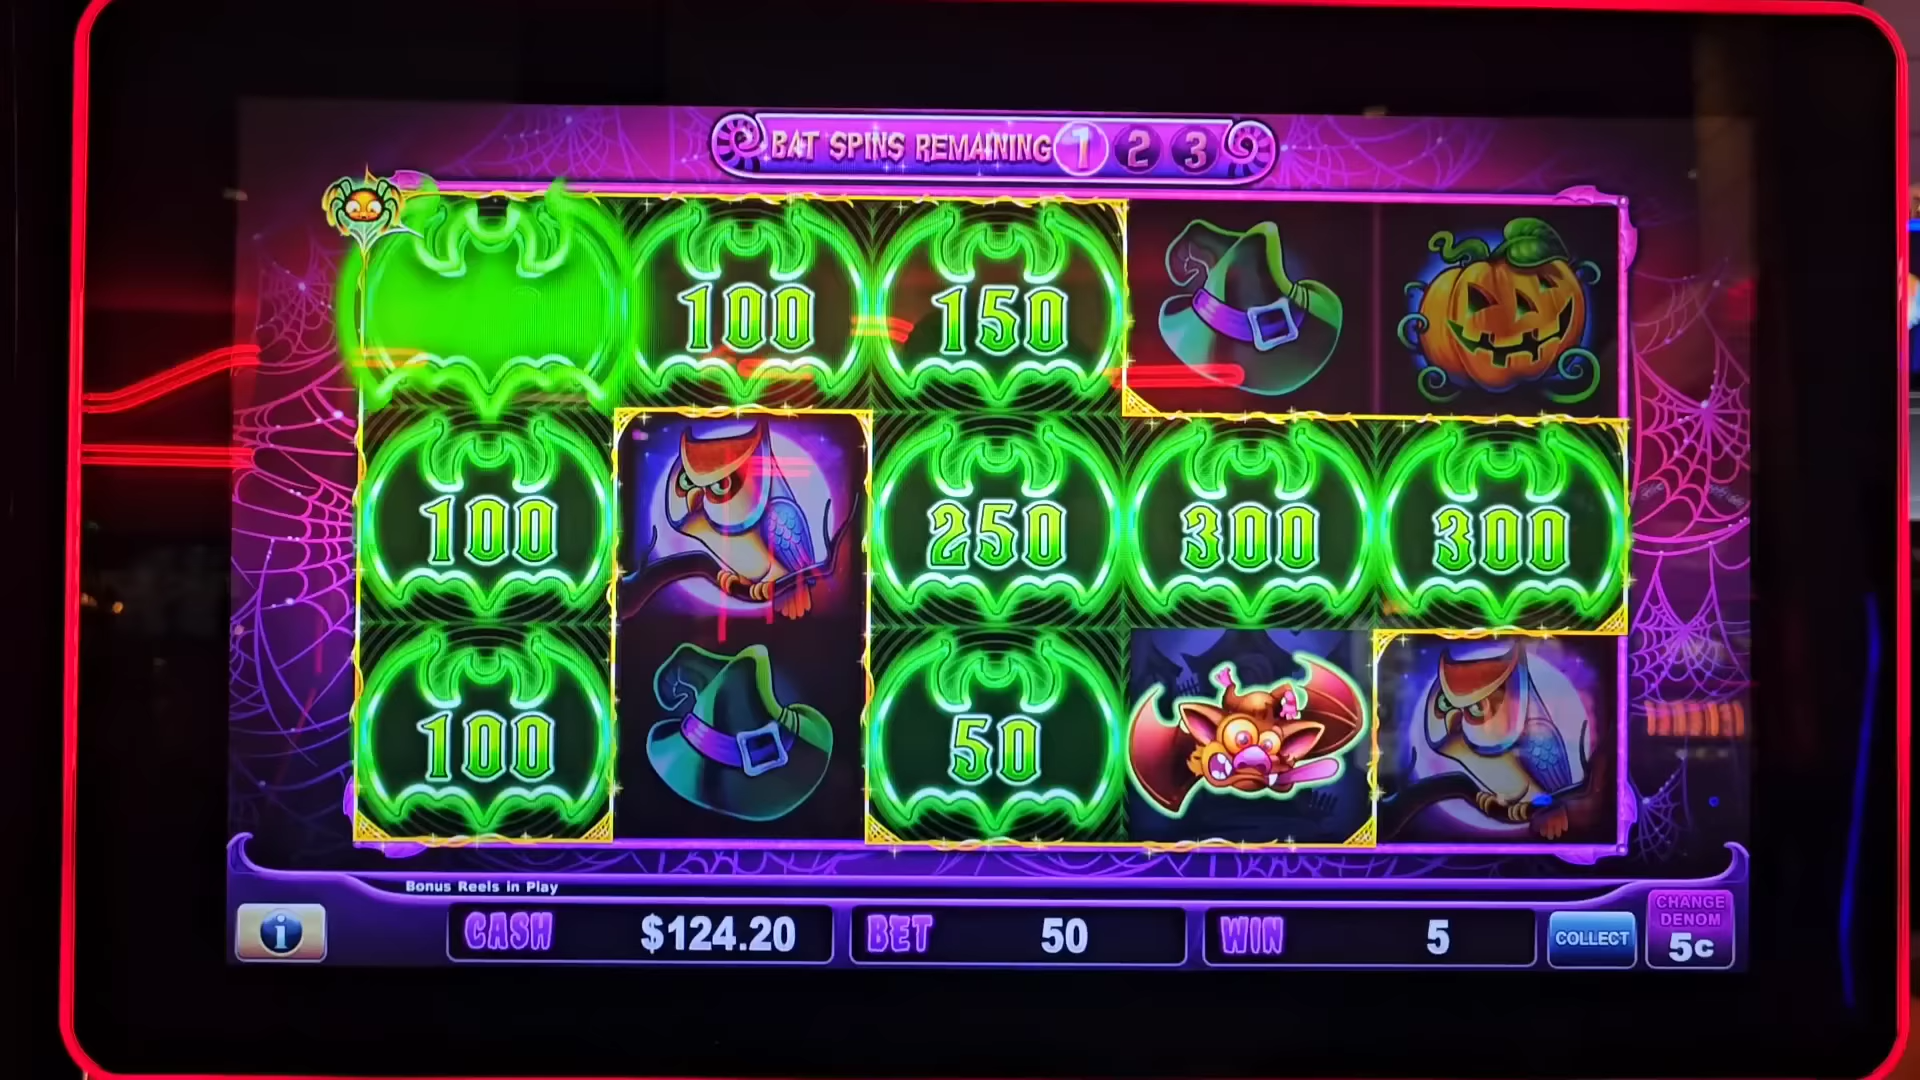 BAT SPINS REMAINING 1 2 3
100 150
100 250 300 300
100 50
Bonus Reels in Play
CASH $124.20 BET 50 WIN 5 COLLECT
CHANGE
DENOM
5c
i